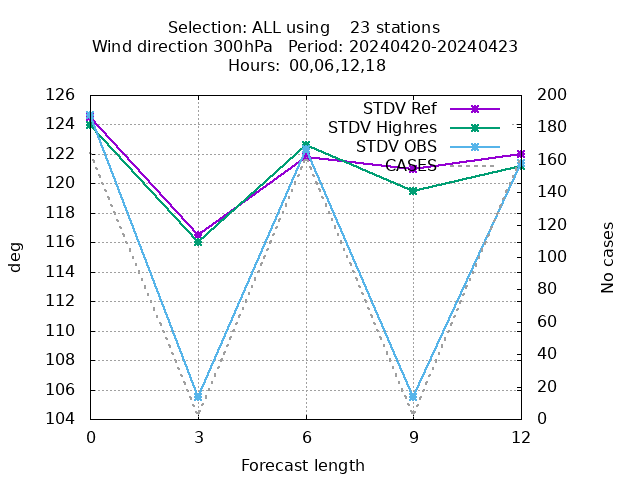 Selection: ALL using    23 stations
Wind direction 300hPa   Period: 20240420-20240423
Hours: 00,06,12,18
126
124
122
120
118
116
114
112
110
108
106
104
200
180
160
140
120
100
80
60
40
20
0
STDV Ref
STDV Highres
STDV OBS
CASES
deg
No cases
0 3 6 9 12
Forecast length